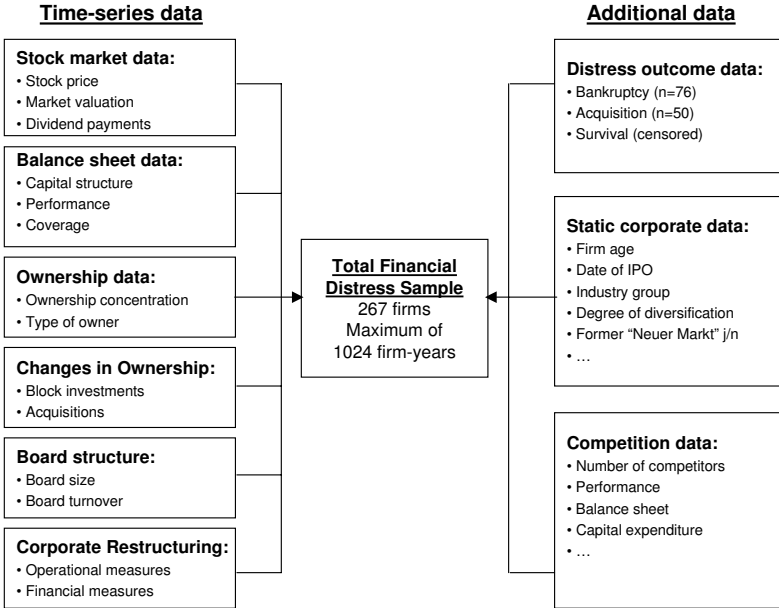 Time-series data
Stock market data:
• Stock price
• Market valuation
• Dividend payments
Balance sheet data:
• Capital structure
• Performance
• Coverage
Ownership data:
• Ownership concentration
• Type of owner
Changes in Ownership:
• Block investments
• Acquisitions
Board structure:
• Board size
• Board turnover
Corporate Restructuring:
• Operational measures
• Financial measures
Total Financial
Distress Sample
267 firms
Maximum of
1024 firm-years
Additional data
Distress outcome data:
• Bankruptcy (n=76)
• Acquisition (n=50)
• Survival (censored)
Static corporate data:
• Firm age
• Date of IPO
• Industry group
• Degree of diversification
• Former “Neuer Markt” j/n
• …
Competition data:
• Number of competitors
• Performance
• Balance sheet
• Capital expenditure
• …